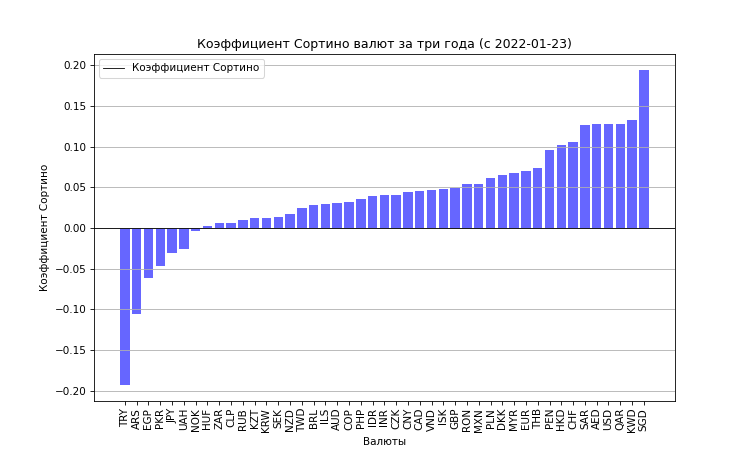 Коэффициент Сортино валют за три года (с 2022-01-23)
Коэффициент Сортино
0.20
0.15
0.10
0.05
0.00
−0.05
−0.10
−0.15
−0.20
Коэффициент Сортино
TRY
ARS
EGP
PKR
JPY
UAH
NOK
HUF
ZAR
CLP
RUB
KZT
KRW
SEK
NZD
TWD
BRL
ILS
AUD
COP
PHP
IDR
INR
CZK
CNY
CAD
VND
ISK
GBP
RON
MXN
PLN
DKK
MYR
EUR
THB
PEN
HKD
CHF
SAR
AED
USD
QAR
KWD
SGD
Валюты